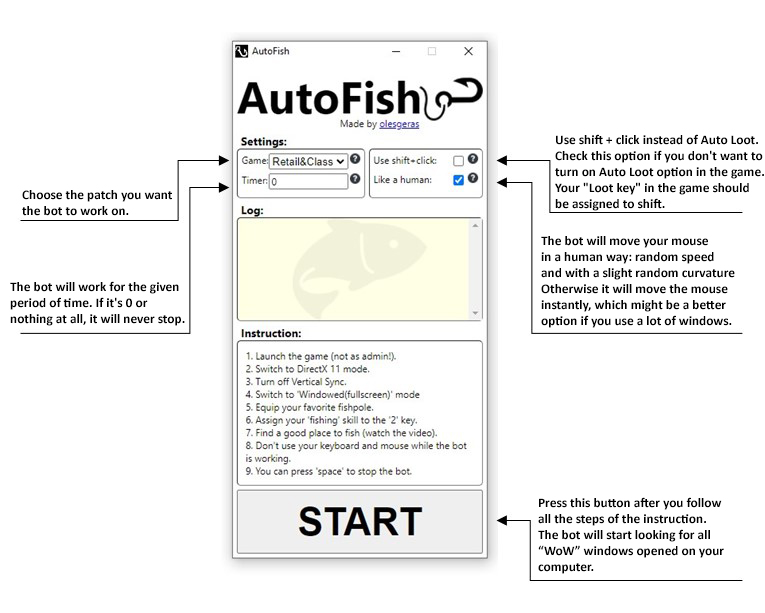 AutoFish
AutoFish
Made by olesgeras
Settings:
Game: Retail&Class
Timer: 0
Use shift+click:
Like a human:
Log:
Instruction:
1. Launch the game (not as admin!).
2. Switch to DirectX 11 mode.
3. Turn off Vertical Sync.
4. Switch to 'Windowed(fullscreen)' mode
5. Equip your favorite fishpole.
6. Assign your 'fishing' skill to the '2' key.
7. Find a good place to fish (watch the video).
8. Don't use your keyboard and mouse while the bot
is working.
9. You can press 'space' to stop the bot.
START
Choose the patch you want
the bot to work on.
The bot will work for the given
period of time. If it's 0 or
nothing at all, it will never stop.
Use shift + click instead of Auto Loot.
Check this option if you don't want to
turn on Auto Loot option in the game.
Your "Loot key" in the game should
be assigned to shift.
The bot will move your mouse
in a human way: random speed
and with a slight random curvature
Otherwise it will move the mouse
instantly, which might be a better
option if you use a lot of windows.
Press this button after you follow
all the steps of the instruction.
The bot will start looking for all
“WoW” windows opened on your
computer.